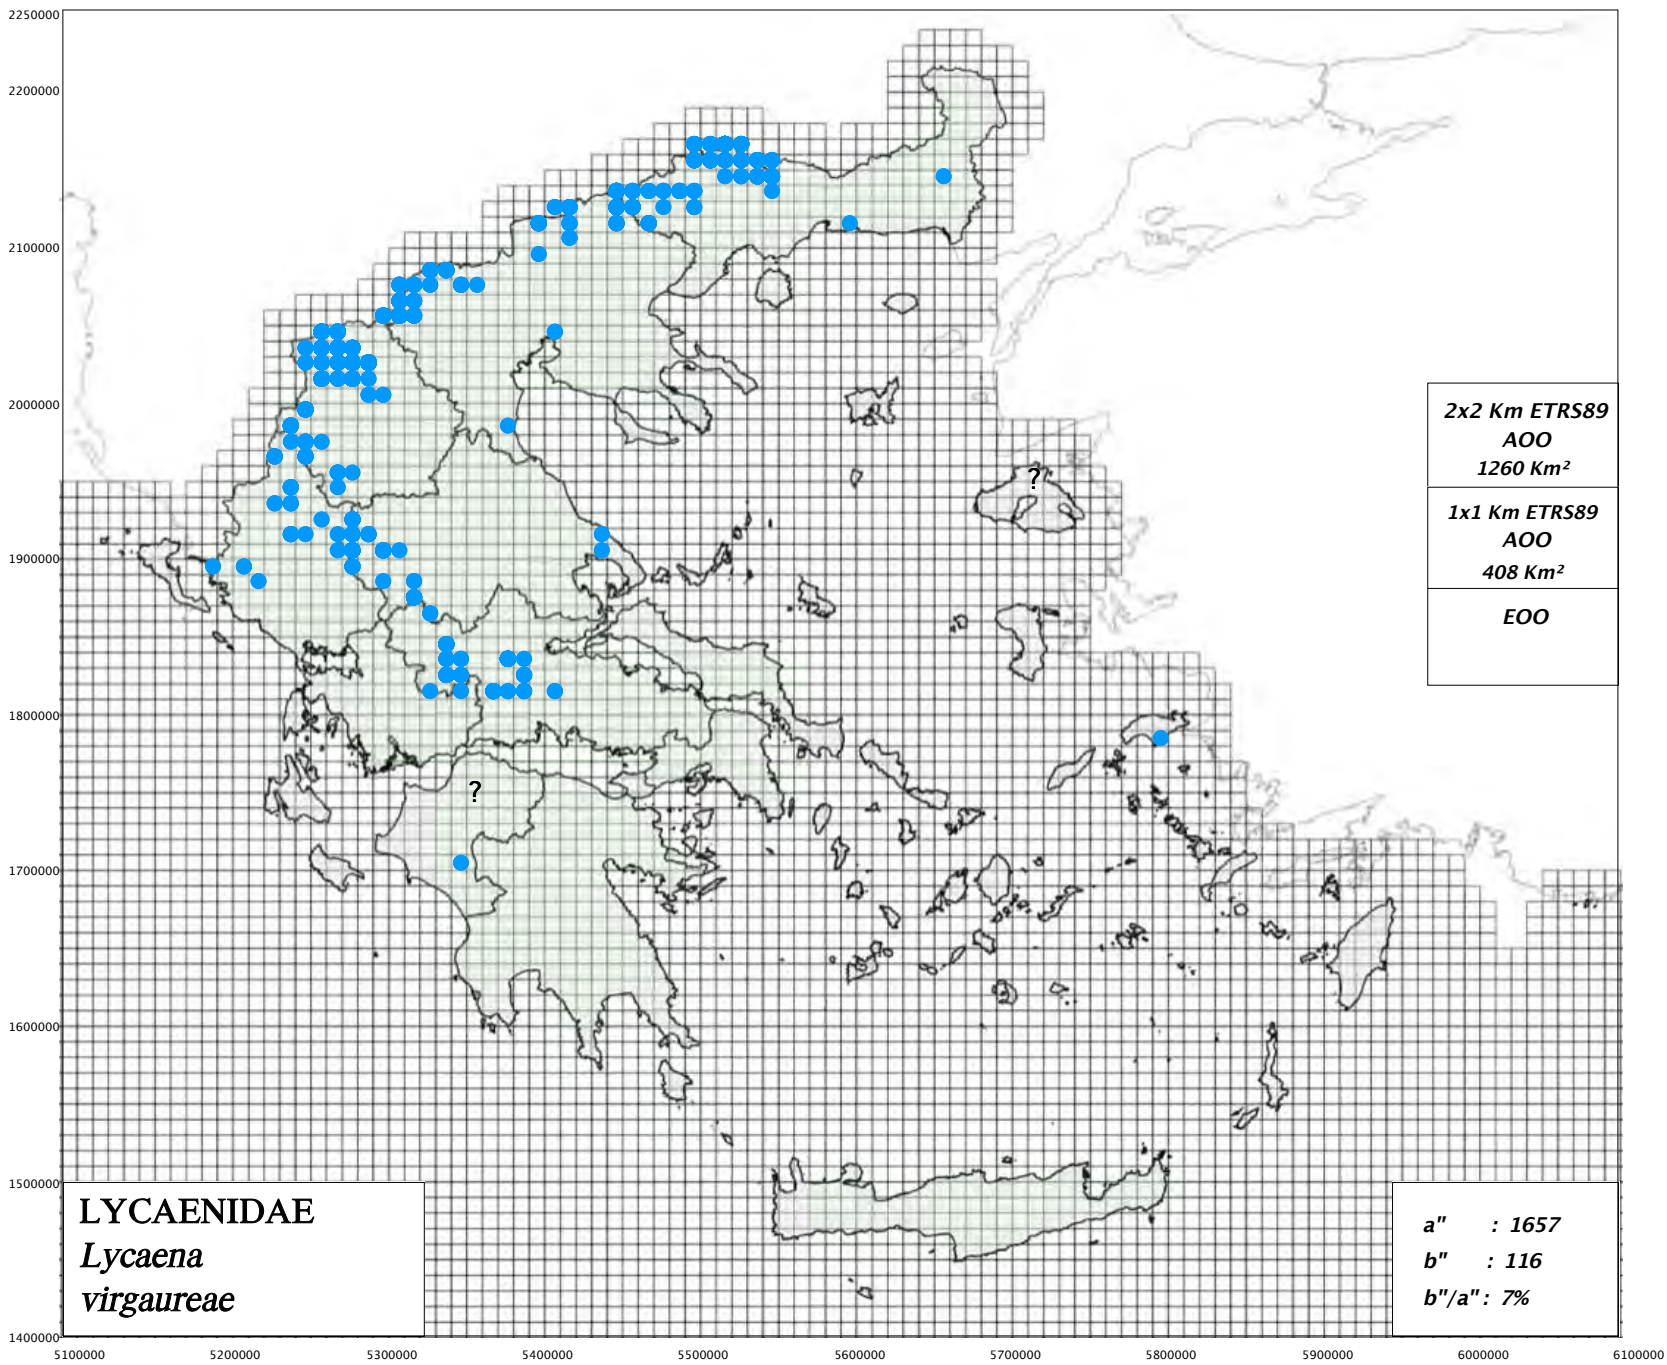 2250000
2200000
2100000
2000000
1900000
1800000
1700000
1600000
1500000
1400000
5100000 5200000 5300000 5400000 5500000 5600000 5700000 5800000 5900000 6000000 6100000
?
?
2x2 Km ETRS89
AOO
1260 Km²
1x1 Km ETRS89
AOO
408 Km²
EOO
LYCAENIDAE
Lycaena
virgaureae
a" : 1657
b" : 116
b"/a" : 7%